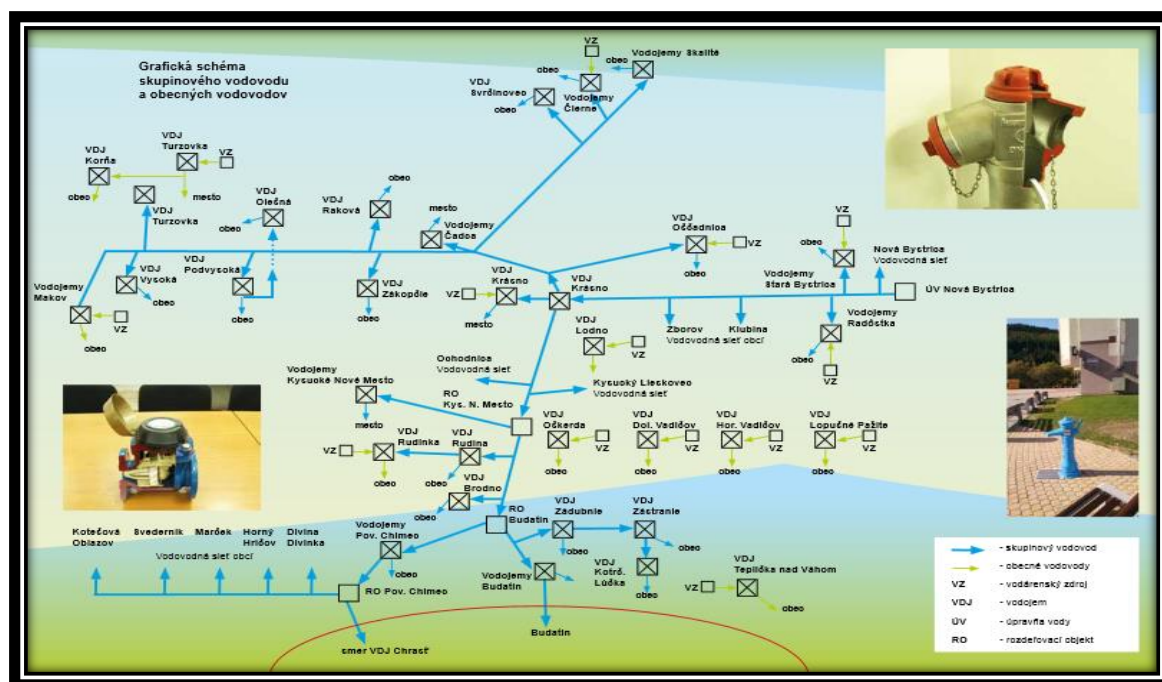 Grafická schéma
skupinového vodovodu
a obecných vodovodov
VZ
obec
Vodojemy Skalité
obec
VDJ
Svrčinovec
Vodojemy
Čierne
obec
VDJ
Turzovka
VDJ
Korňa
VZ
obec
mesto
VDJ
Turzovka
VDJ
Olešná
obec
VDJ
Raková
obec
mesto
Vodojemy
Čadca
VDJ
Oščadnica
VZ
obec
VZ
obec
Nová Bystrica
Vodovodná sieť
Vodojemy
Stará Bystrica
ÚV Nová Bystrica
VDJ
Vysoká
obec
VDJ
Podvysoká
obec
VDJ
Zákopčie
obec
VDJ
Krásno
VZ
mesto
VDJ
Krásno
Vodojemy
Makov
VZ
obec
Zborov
Klubina
Vodovodná sieť obcí
Vodojemy
Radôstka
obec
VZ
VDJ
Lodno
VZ
obec
Ochodnica
Vodovodná sieť
Kysucký Lieskovec
Vodovodná sieť
Vodojemy
Kysucké Nové Mesto
mesto
RO
Kys. N. Mesto
VDJ
Oškerda
VZ
obec
VDJ
Dol. Vadičov
VZ
obec
VDJ
Hor. Vadičov
VZ
obec
VDJ
Lopušné Pažite
VZ
obec
VDJ
Rudinka
VZ
obec
VDJ
Rudina
obec
VDJ
Brodno
obec
RO
Budatín
VDJ
Zádubnie
obec
VDJ
Zástranie
obec
Kotešová
Oblazov
Svederník
Maršek
Horný
Hričov
Divina
Divinka
Vodovodná sieť obcí
Vodojemy
Pov. Chlmec
obec
RO Pov. Chlmec
Vodojemy
Budatín
VDJ
Kotrč.
Lúčka
obec
VDJ
Teplička nad Váhom
VZ
obec
Budatín
smer VDJ Chrasť
- skupinový vodovod
- obecné vodovody
VZ - vodárenský zdroj
VDJ - vodojem
ÚV - úpravňa vody
RO - rozdeľovací objekt